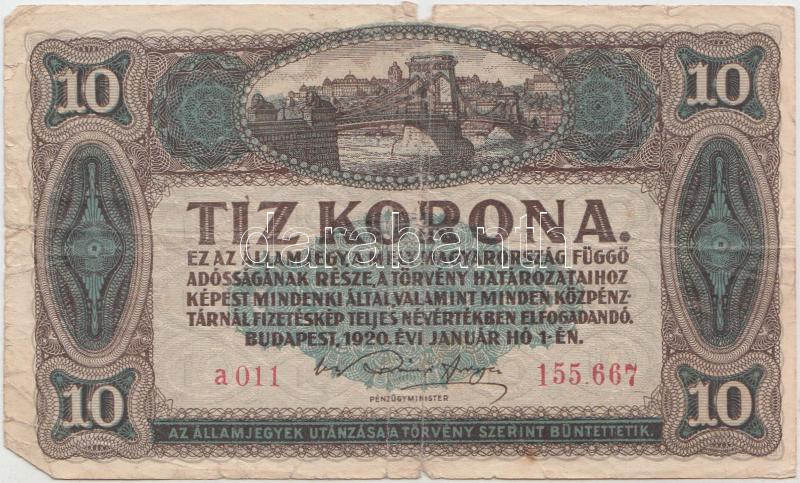 10 10
TIZ KORONA.
EZ AZ ÁLLAMJEGY A MAGYARORSZÁG FÜGGŐ
ADÓSSÁGÁNAK RÉSZE, A TÖRVÉNY HATÁROZATAIHOZ
KÉPEST MINDENKI ÁLTAL, VALAMINT MINDEN KÖZPÉNZ-
TÁRNÁL FIZETÉSKÉP TELJES NÉVÉRTÉKBEN ELFOGADANDÓ.
BUDAPEST, 1920. ÉVI JANUÁR HÓ 1-ÉN.
a 011 155.667
PÉNZÜGYMINISTER
10 10
AZ ÁLLAMJEGYEK UTÁNZÁSA A TÖRVÉNY SZERINT BÜNTETTETIK.
darabanth